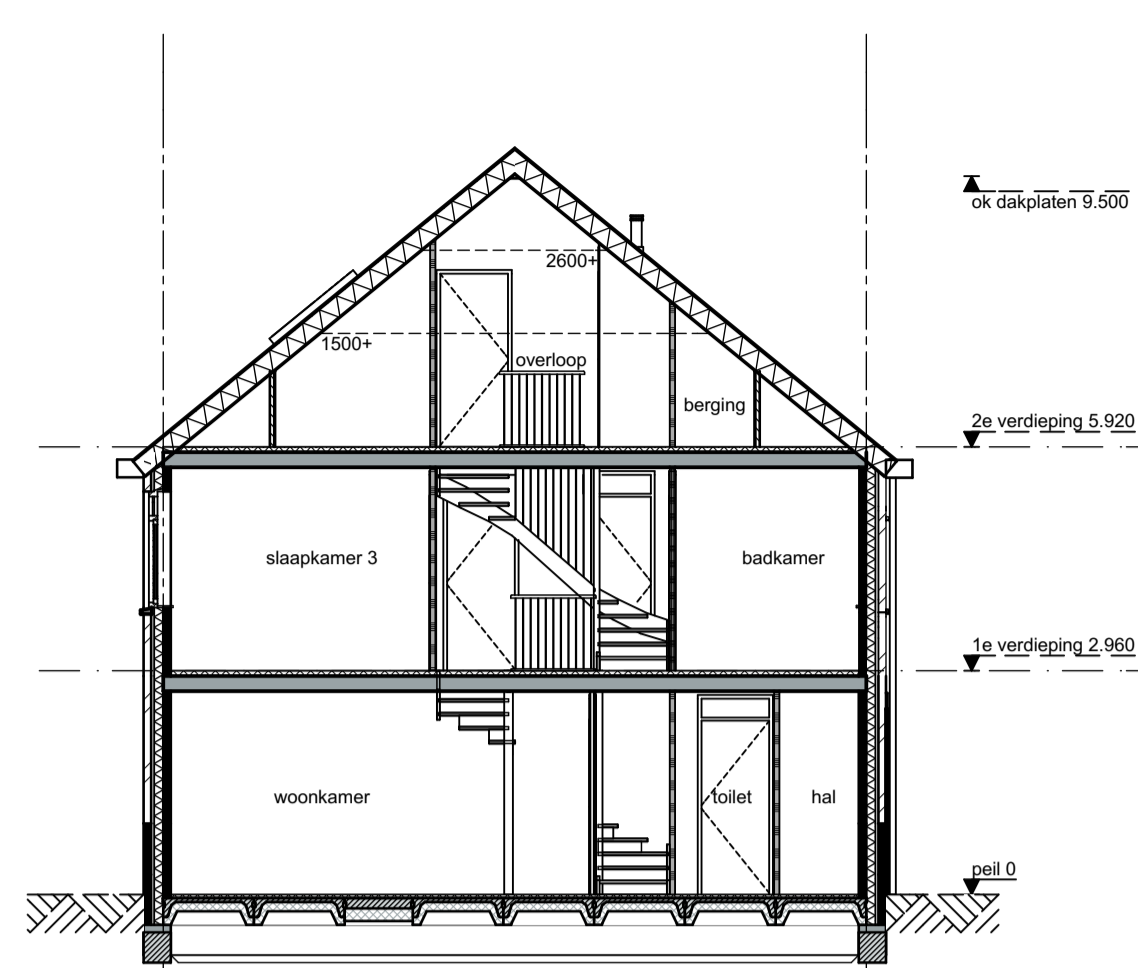 ok dakplaten 9.500
2600+
1500+
overloop
berging
2e verdieping 5.920
slaapkamer 3
badkamer
1e verdieping 2.960
woonkamer
toilet
hal
peil 0